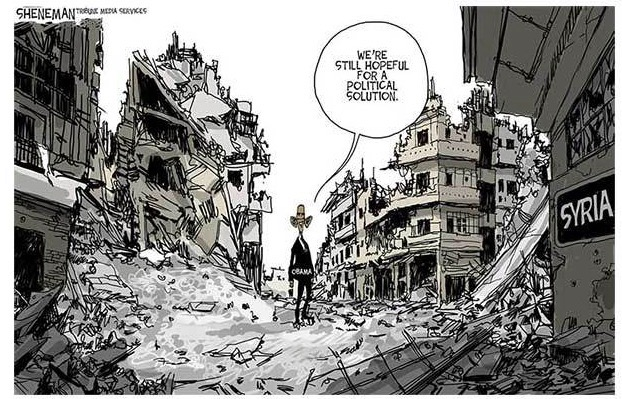 SHENEMAN TRIBUNE MEDIA SERVICES
WE'RE
STILL HOPEFUL
FOR A
POLITICAL
SOLUTION.
OBAMA
SYRIA